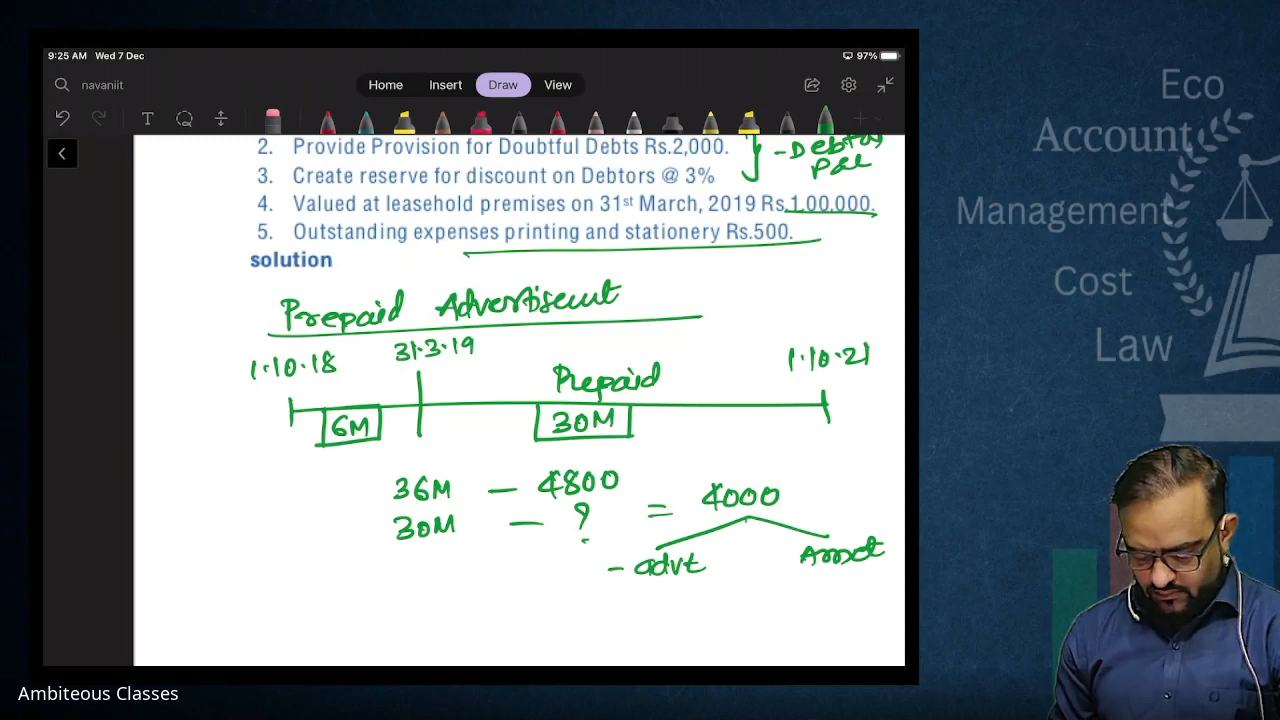 9:25 AM Wed 7 Dec
97%
navaniit
Home Insert Draw View
2. Provide Provision for Doubtful Debts Rs.2,000.
3. Create reserve for discount on Debtors @ 3%
- Debtors
P&L
4. Valued at leasehold premises on 31st March, 2019 Rs.1,00,000.
5. Outstanding expenses printing and stationery Rs.500.
solution
Prepaid Advertisemt
1.10.18
31.3.19
1.10.21
Prepaid
6M
30M
36M — 4800
30M — ? = 4000
- advt
Asset
Eco
Account
Management
Cost
Law
Ambiteous Classes